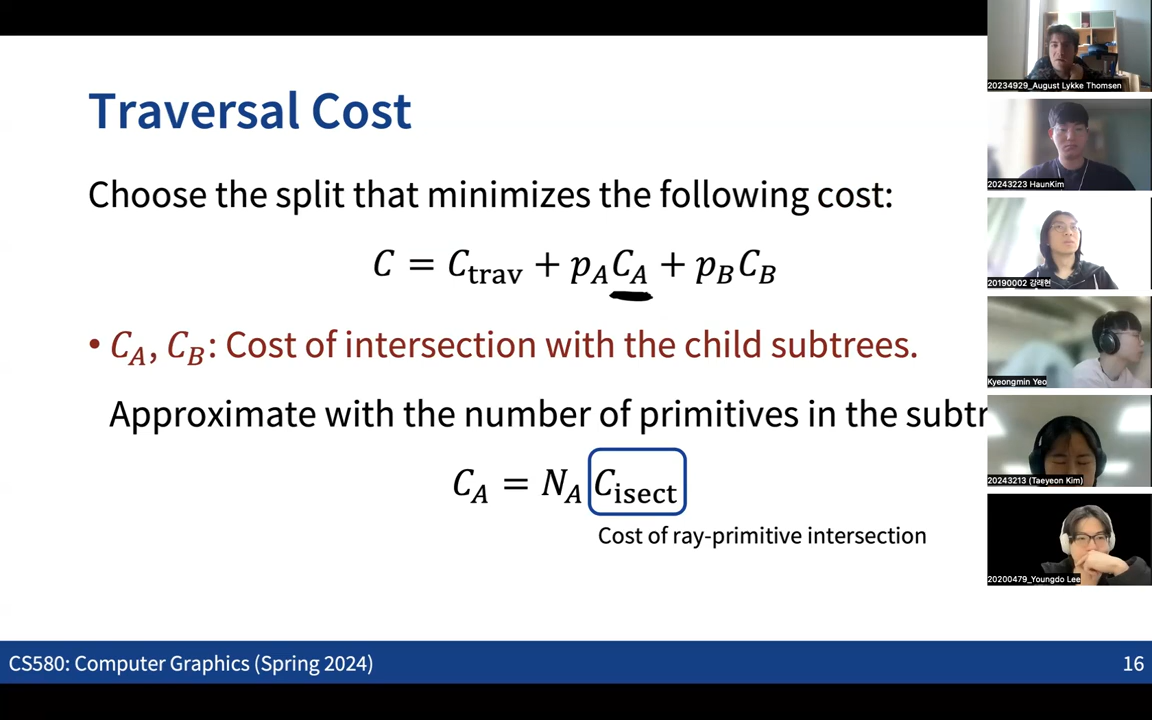 Traversal Cost
Choose the split that minimizes the following cost:
C = C_trav + p_A C_A + p_B C_B
• C_A, C_B: Cost of intersection with the child subtrees.
Approximate with the number of primitives in the subtr
C_A = N_A C_isect
Cost of ray-primitive intersection
CS580: Computer Graphics (Spring 2024)
16
20234929_August Lykke Thomsen
20243223 HaunKim
20190002 강래현
Kyeongmin Yeo
20243213 (Taeyeon Kim)
20200479_Youngdo Lee